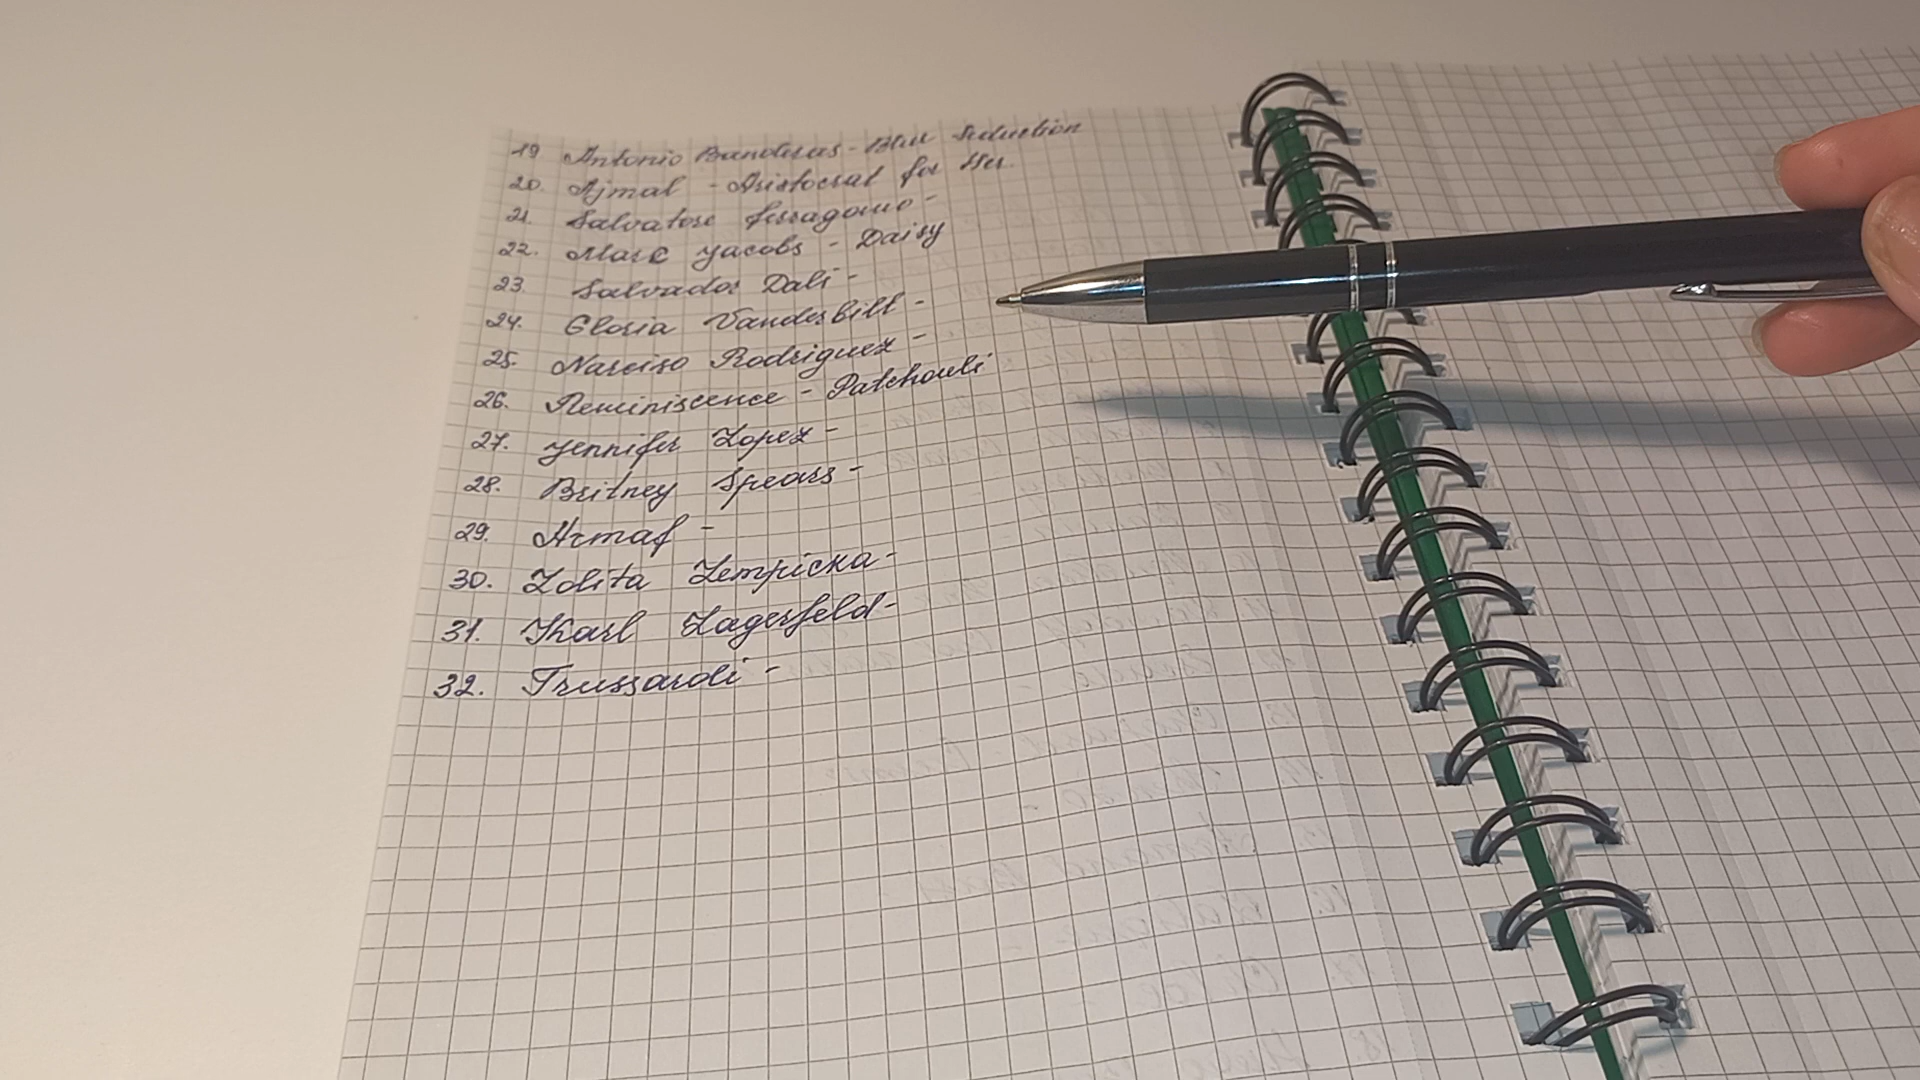 19 Antonio Banderas - Blue Seduction
20. Ajmal - Aristocrat for Her
21. Salvatore Ferragamo -
22. Marc Jacobs - Daisy
23. Salvador Dali -
24. Gloria Vanderbilt -
25. Narciso Rodriguez -
26. Reminiscence - Patchouli
27. Jennifer Lopez -
28. Britney Spears -
29. Armaf -
30. Lolita Lempicka -
31. Karl Lagerfeld -
32. Trussardi -